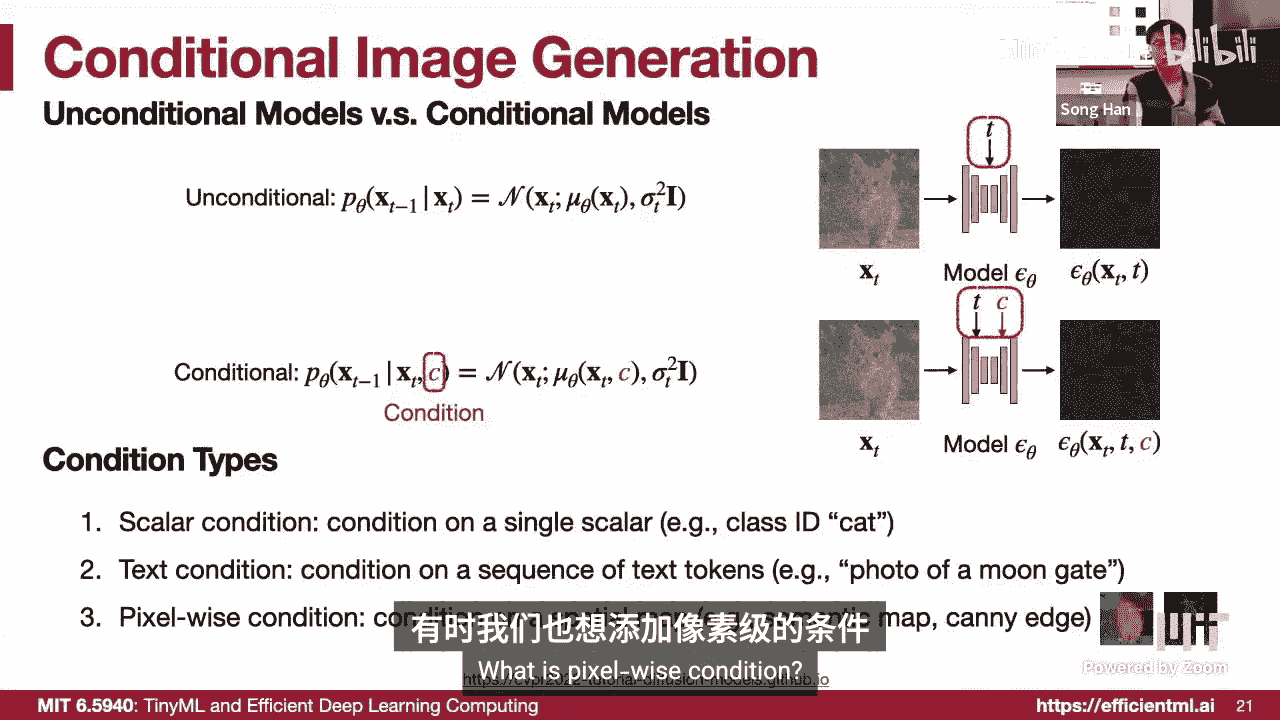 Conditional Image Generation
bilibili
Song Han
Unconditional Models v.s. Conditional Models
t
Unconditional: pθ(xt−1 | xt) = 𝒩(xt; μθ(xt), σt²I)
xt
Model ϵθ
ϵθ(xt, t)
t c
Conditional: pθ(xt−1 | xt, c) = 𝒩(xt; μθ(xt, c), σt²I)
Condition
xt
Model ϵθ
ϵθ(xt, t, c)
Condition Types
1. Scalar condition: condition on a single scalar (e.g., class ID “cat”)
2. Text condition: condition on a sequence of text tokens (e.g., “photo of a moon gate”)
3. Pixel-wise condition: map, canny edge)
有时我们也想添加像素级的条件
What is pixel-wise condition?
Powered by Zoom
MIT 6.5940: TinyML and Efficient Deep Learning Computing
https://efficientml.ai
21